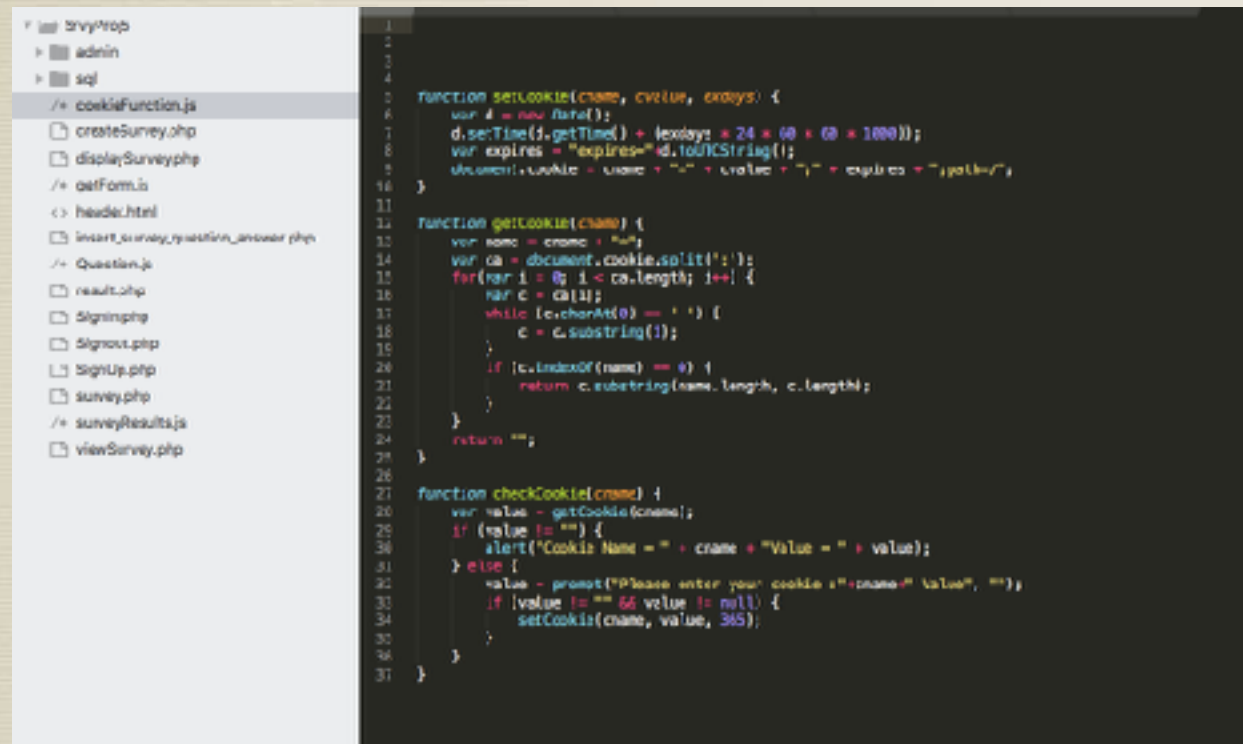 admin
sql
cookieFunction.js
createSurvey.php
displaySurvey.php
getForm.js
header.html
insert_survey_question_answer.php
Question.js
result.php
SignIn.php
Signout.php
SignUp.php
survey.php
surveyResults.js
viewSurvey.php
1
2
3
4
5 function setCookie(cname, cvalue, exdays) {
6 var d = new Date();
7 d.setTime(d.getTime() + (exdays * 24 * 60 * 60 * 1000));
8 var expires = "expires="+d.toUTCString();
9 document.cookie = cname + "=" + cvalue + ";" + expires + ";path=/";
10 }
11
12 function getCookie(cname) {
13 var name = cname + "=";
14 var ca = document.cookie.split(';');
15 for(var i = 0; i < ca.length; i++) {
16 var c = ca[i];
17 while (c.charAt(0) == ' ') {
18 c = c.substring(1);
19 }
20 if (c.indexOf(name) == 0) {
21 return c.substring(name.length, c.length);
22 }
23 }
24 return "";
25 }
26
27 function checkCookie(cname) {
28 var value = getCookie(cname);
29 if (value != "") {
30 alert("Cookie Name = " + cname + "Value = " + value);
31 } else {
32 value = prompt("Please enter your cookie :"+cname+" Value", "");
33 if (value != "" && value != null) {
34 setCookie(cname, value, 365);
35 }
36 }
37 }